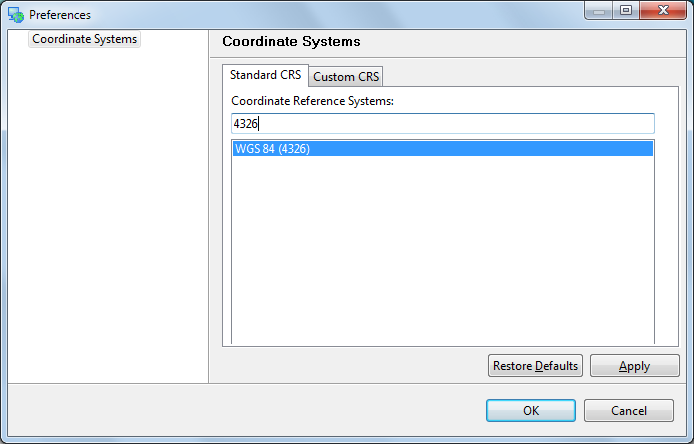 Preferences
Coordinate Systems
Coordinate Systems
Standard CRS
Custom CRS
Coordinate Reference Systems:
4326
WGS 84 (4326)
Restore Defaults
Apply
OK
Cancel